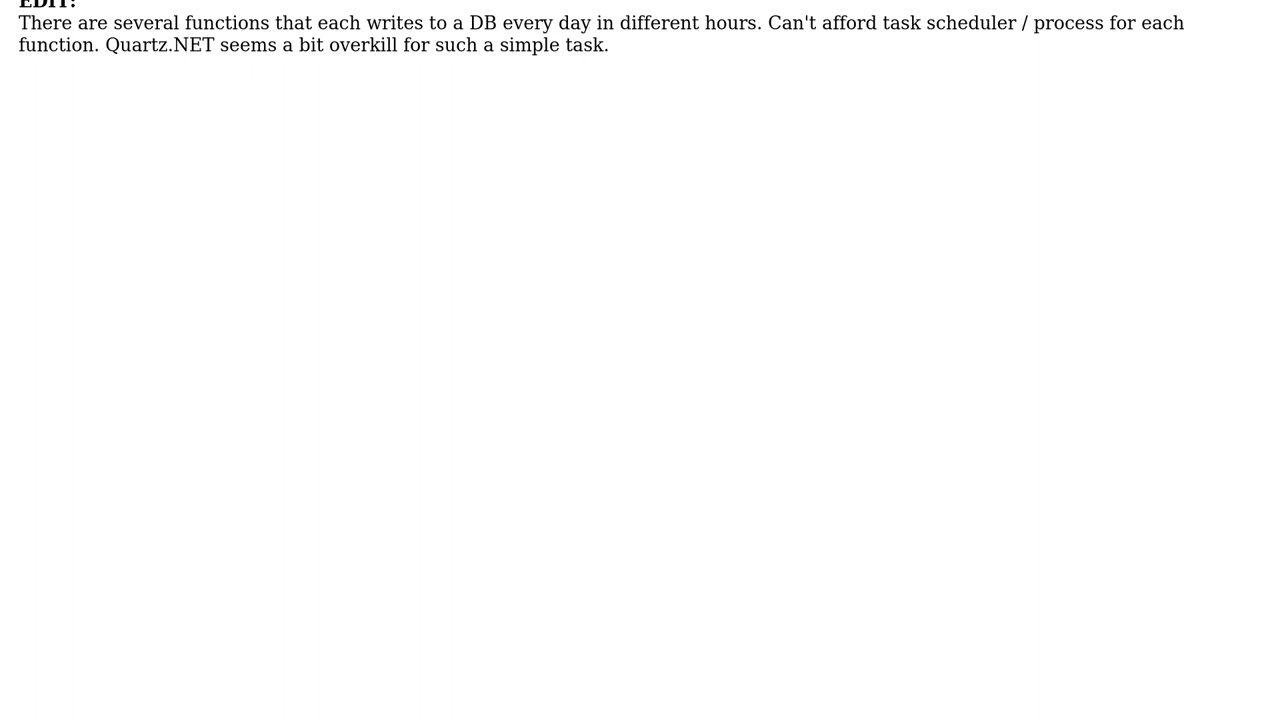 EDIT:
There are several functions that each writes to a DB every day in different hours. Can't afford task scheduler / process for each
function. Quartz.NET seems a bit overkill for such a simple task.